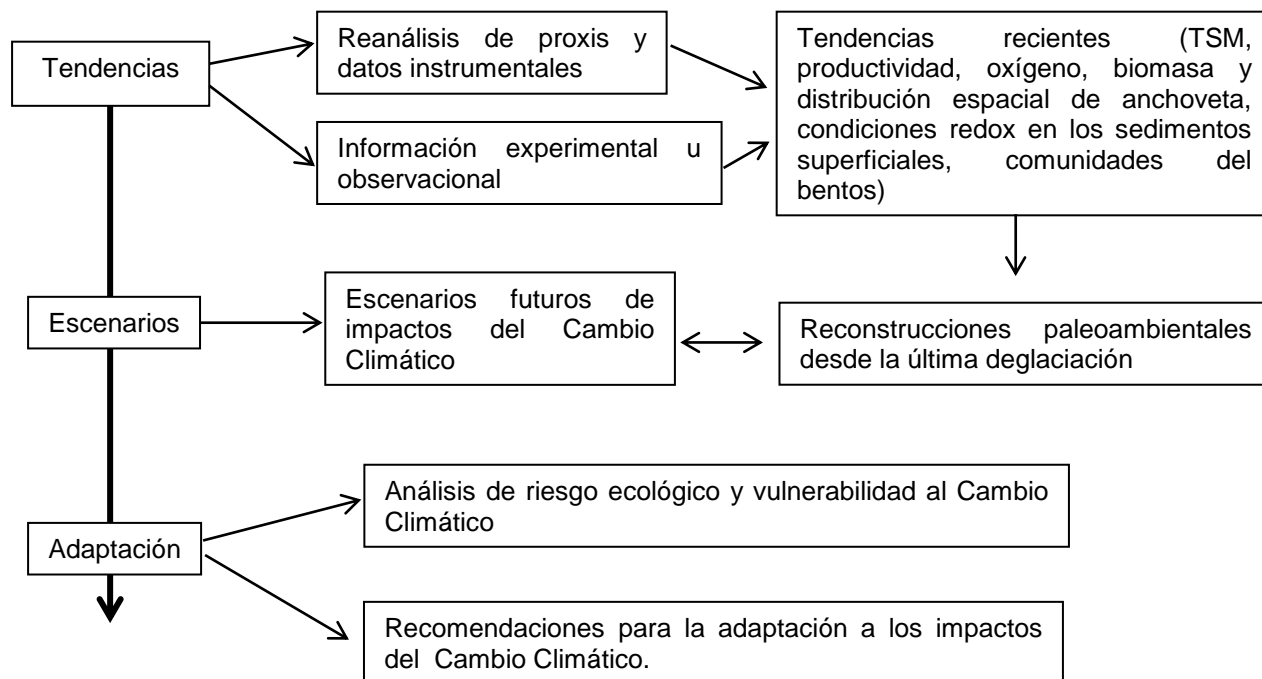 Tendencias
Reanálisis de proxis y
datos instrumentales
Información experimental u
observacional
Tendencias recientes (TSM,
productividad, oxígeno, biomasa y
distribución espacial de anchoveta,
condiciones redox en los sedimentos
superficiales, comunidades del
bentos)
Escenarios
Escenarios futuros de
impactos del Cambio
Climático
Reconstrucciones paleoambientales
desde la última deglaciación
Adaptación
Análisis de riesgo ecológico y vulnerabilidad al Cambio
Climático
Recomendaciones para la adaptación a los impactos
del Cambio Climático.